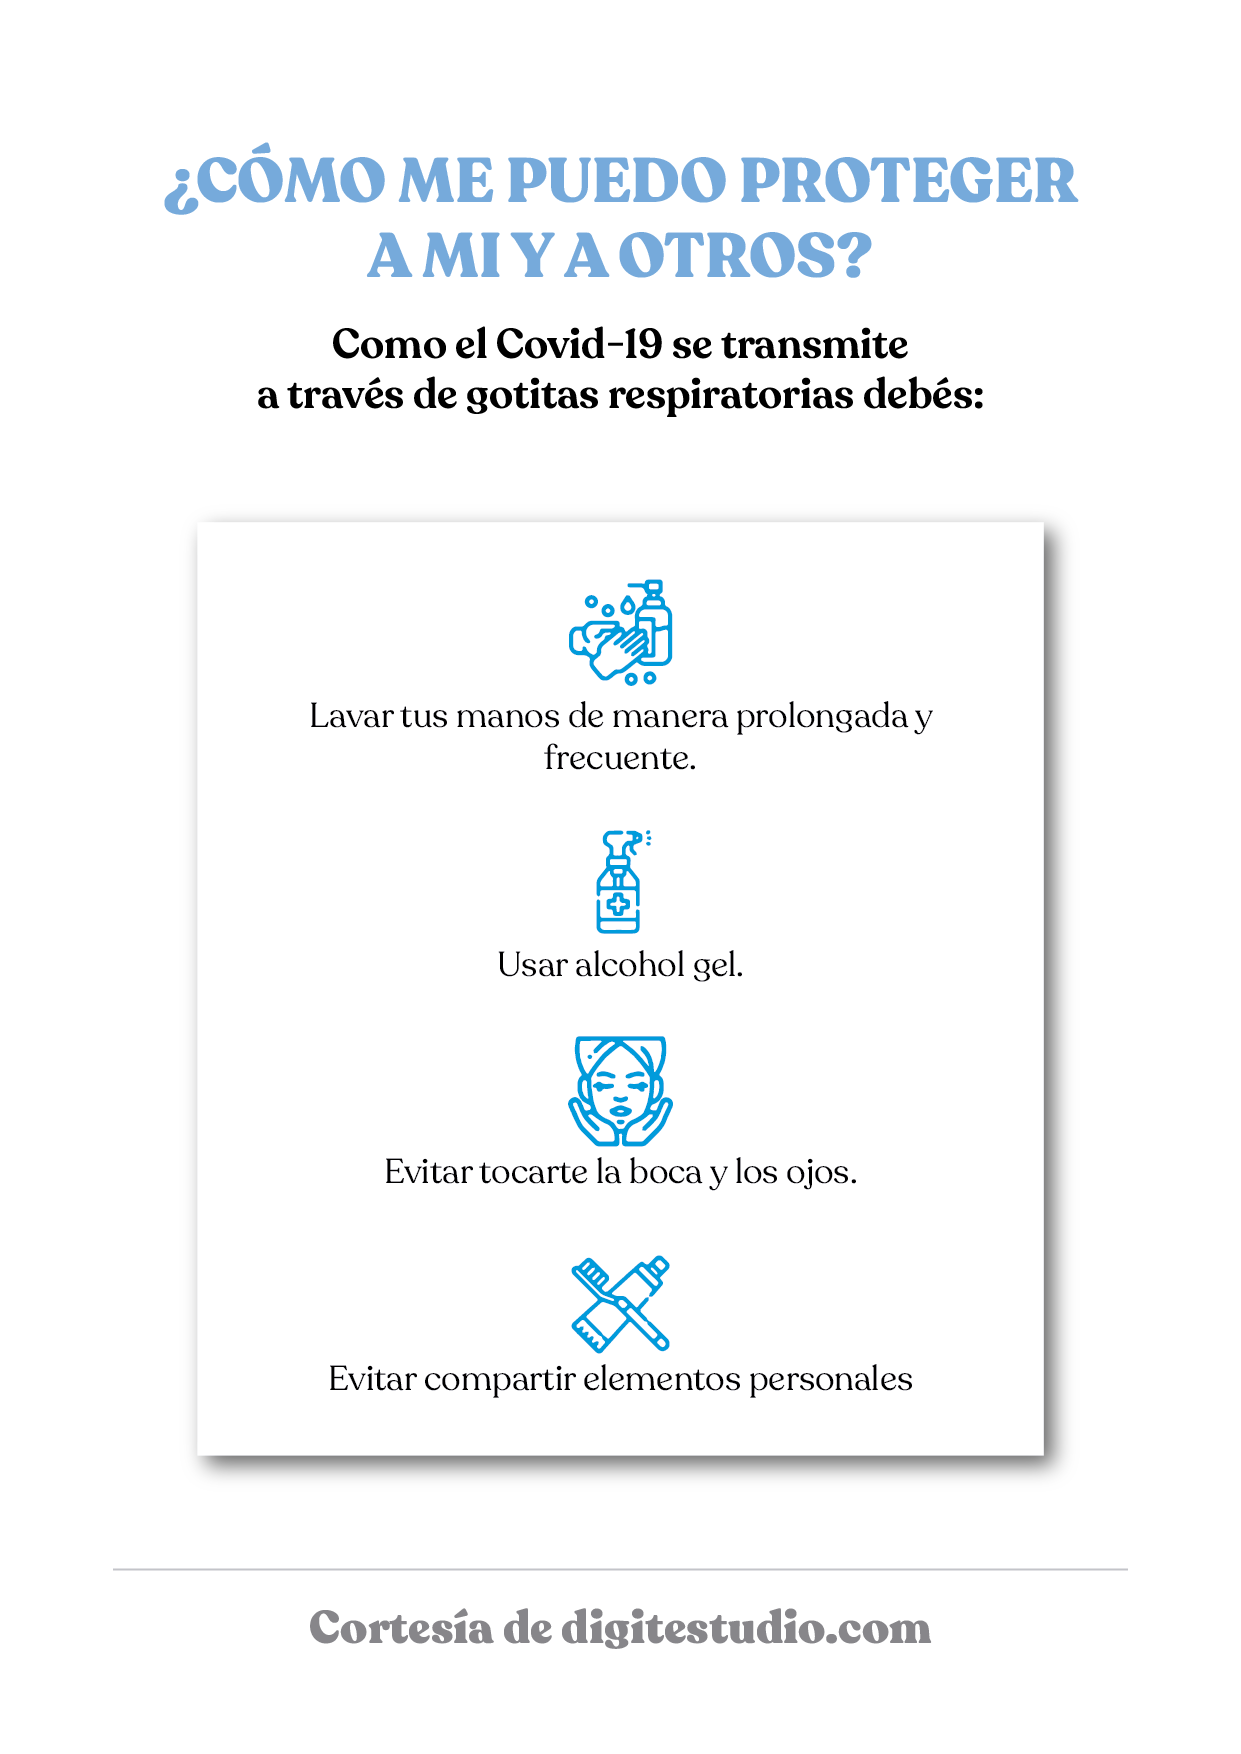 ¿CÓMO ME PUEDO PROTEGER
A MI Y A OTROS?
Como el Covid-19 se transmite
a través de gotitas respiratorias debés:
Lavar tus manos de manera prolongada y
frecuente.
Usar alcohol gel.
Evitar tocarte la boca y los ojos.
Evitar compartir elementos personales
Cortesía de digitestudio.com